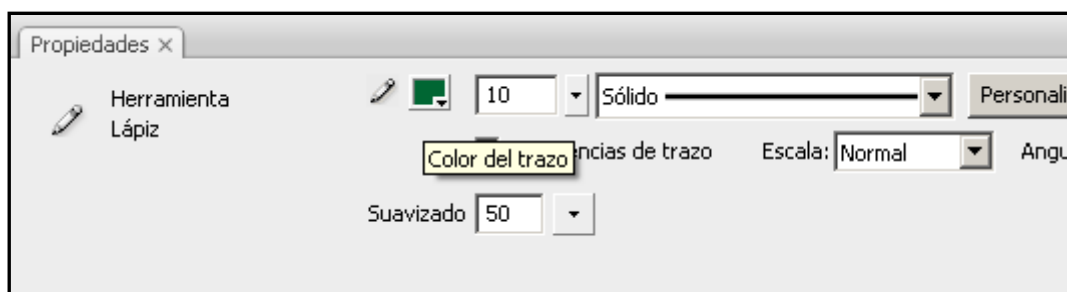 Propiedades ×
Herramienta
Lápiz
10
Sólido
Personali
Color del trazo
ncias de trazo
Escala: Normal
Angu
Suavizado 50